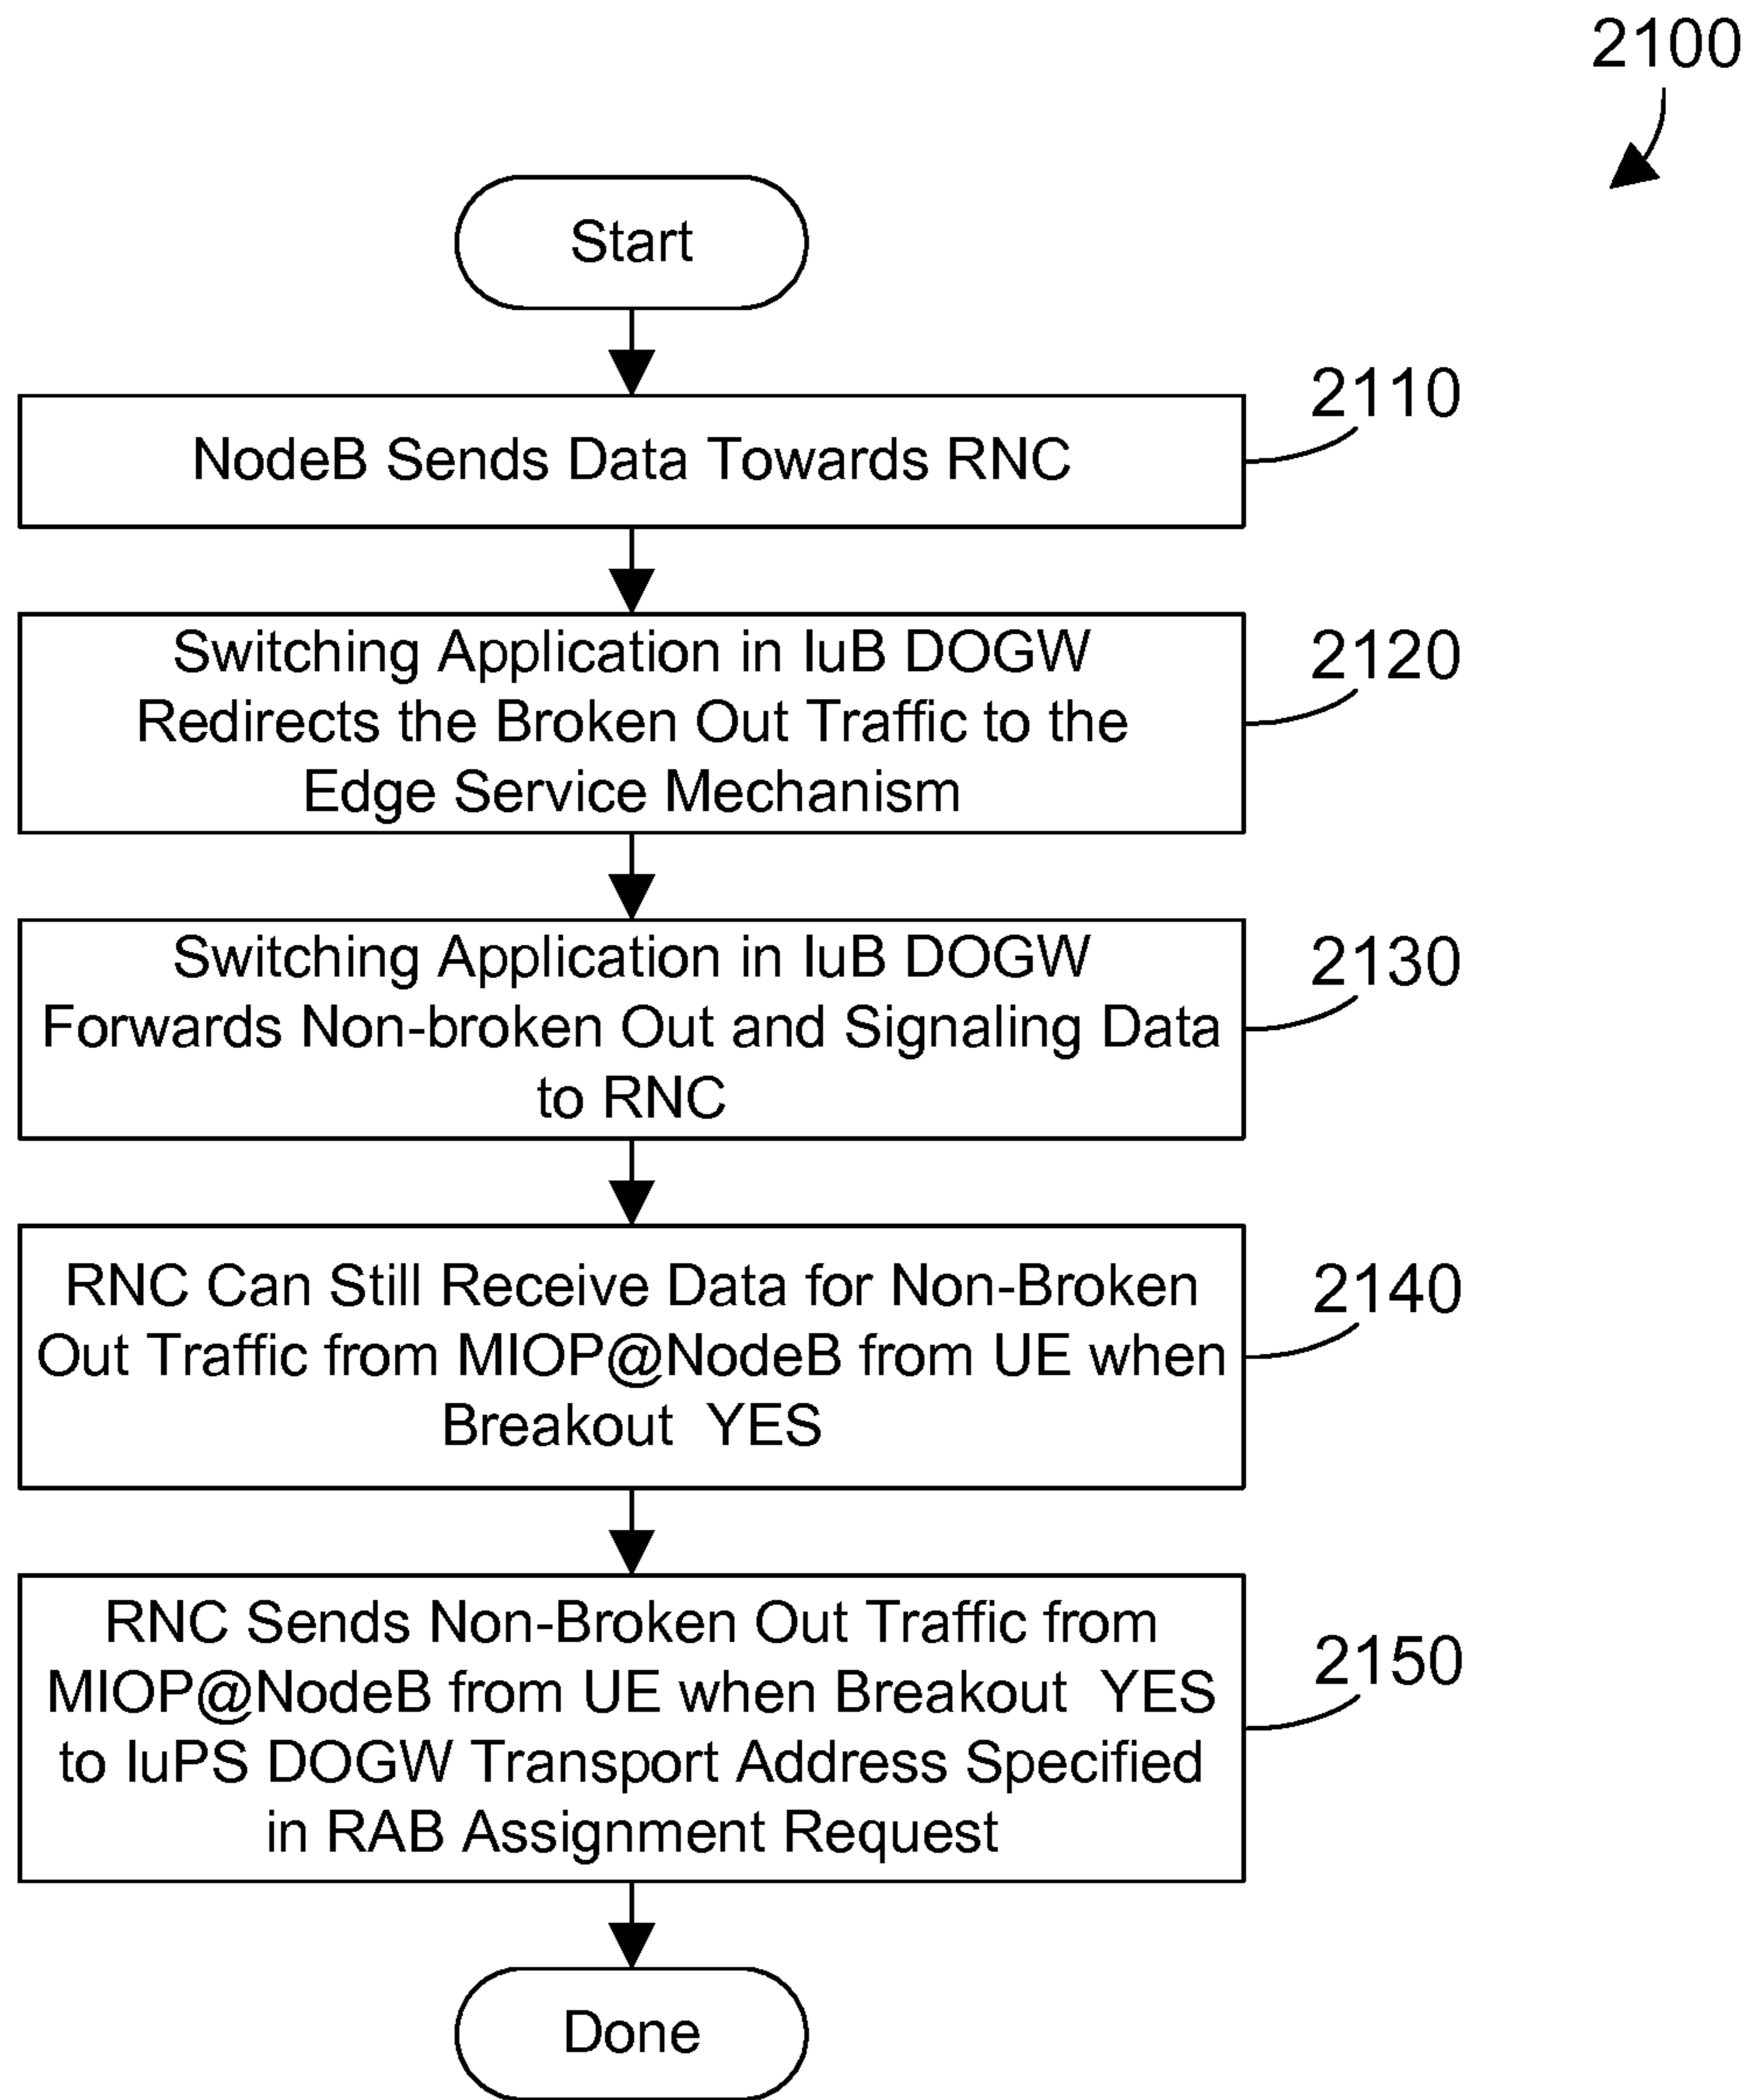 2100
Start
2110
NodeB Sends Data Towards RNC
Switching Application in IuB DOGW
Redirects the Broken Out Traffic to the
Edge Service Mechanism
2120
Switching Application in IuB DOGW
Forwards Non-broken Out and Signaling Data
to RNC
2130
RNC Can Still Receive Data for Non-Broken
Out Traffic from MIOP@NodeB from UE when
Breakout YES
2140
RNC Sends Non-Broken Out Traffic from
MIOP@NodeB from UE when Breakout YES
to IuPS DOGW Transport Address Specified
in RAB Assignment Request
2150
Done